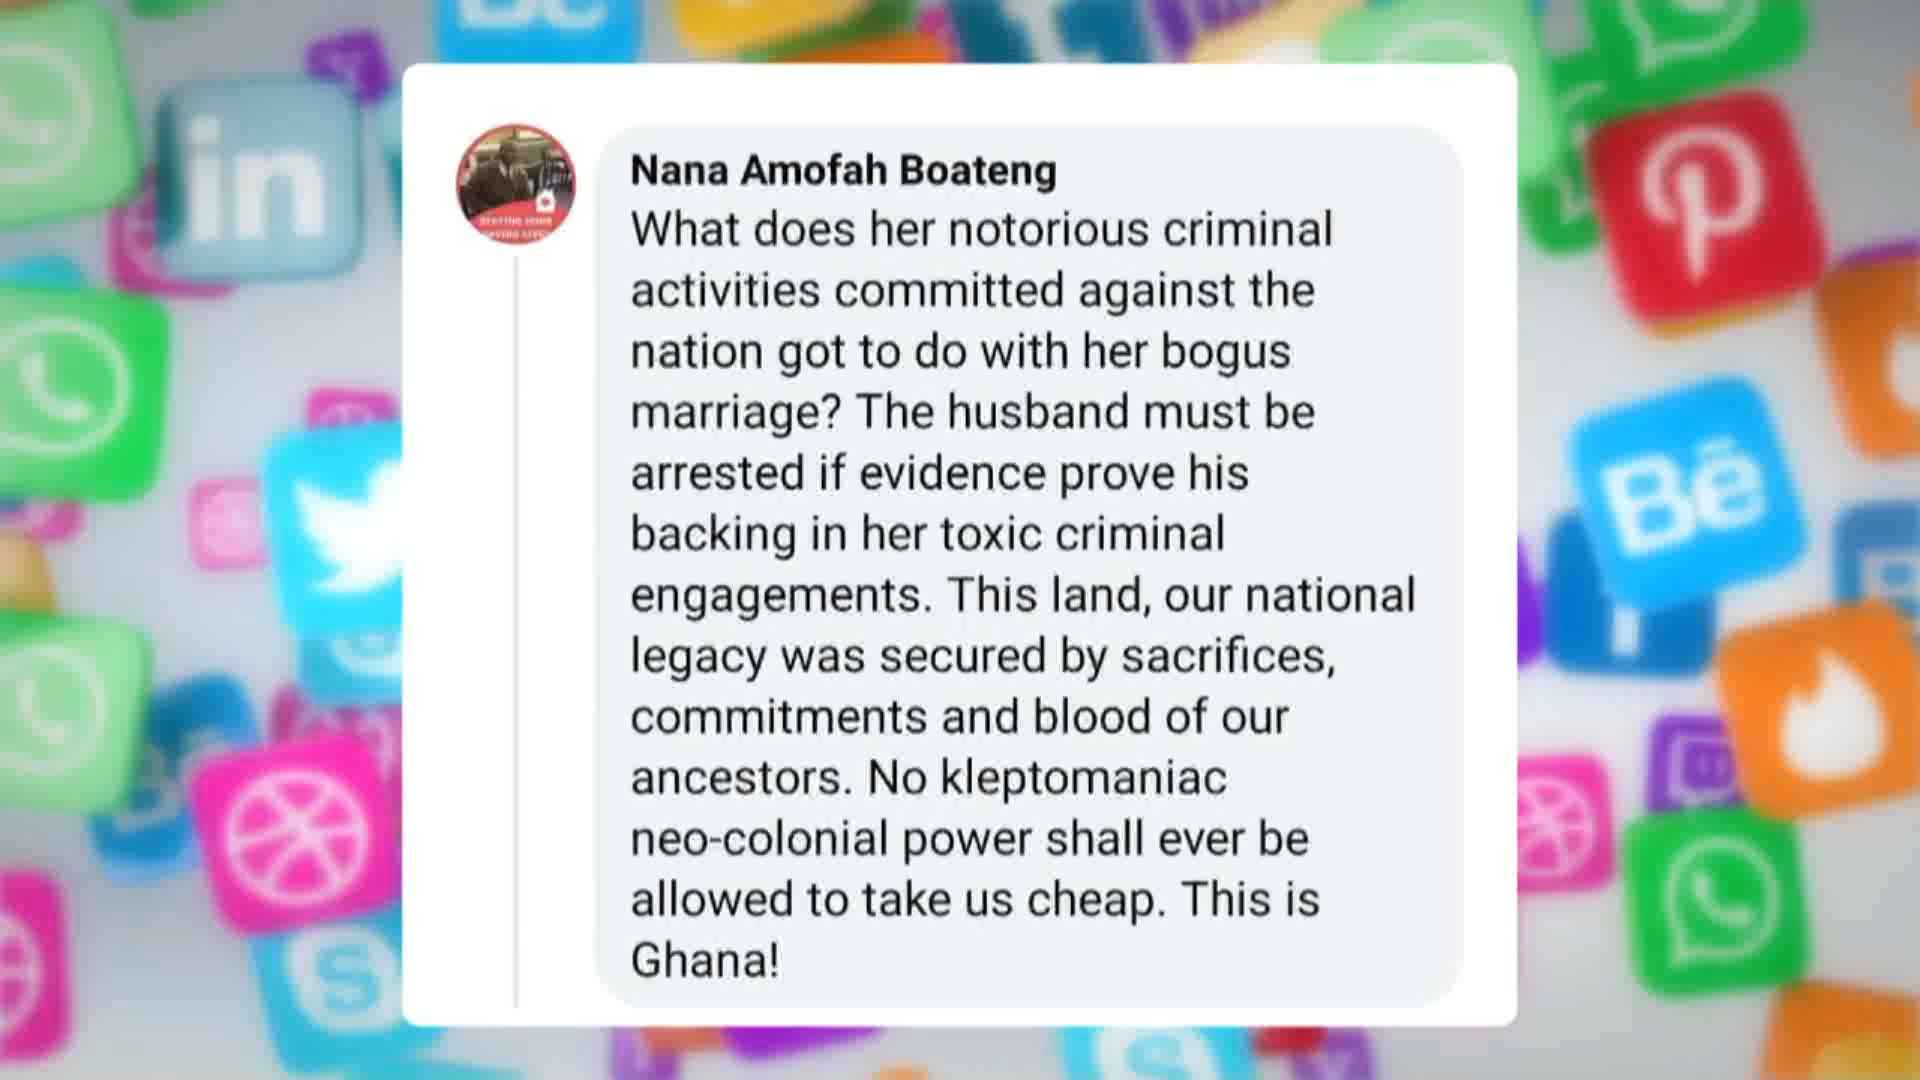 Nana Amofah Boateng
What does her notorious criminal
activities committed against the
nation got to do with her bogus
marriage? The husband must be
arrested if evidence prove his
backing in her toxic criminal
engagements. This land, our national
legacy was secured by sacrifices,
commitments and blood of our
ancestors. No kleptomaniac
neo-colonial power shall ever be
allowed to take us cheap. This is
Ghana!
in
Bē